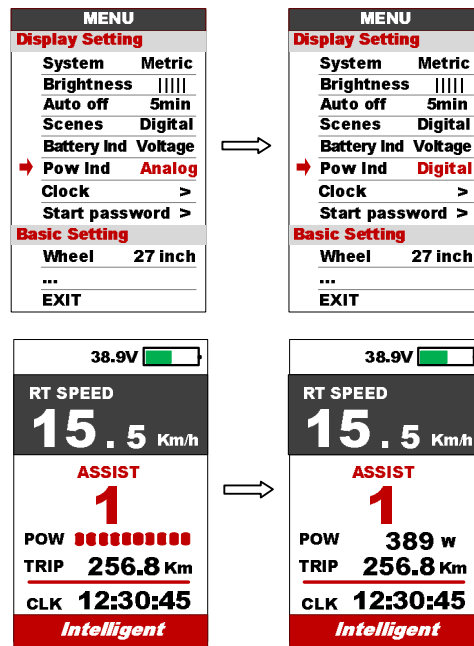 MENU
Display Setting
System Metric
Brightness |||||
Auto off 5min
Scenes Digital
Battery Ind Voltage
Pow Ind Analog
Clock >
Start password >
Basic Setting
Wheel 27 inch
...
EXIT
MENU
Display Setting
System Metric
Brightness |||||
Auto off 5min
Scenes Digital
Battery Ind Voltage
Pow Ind Digital
Clock >
Start password >
Basic Setting
Wheel 27 inch
...
EXIT
38.9V
RT SPEED
15.5 Km/h
ASSIST
1
POW
TRIP 256.8 Km
CLK 12:30:45
Intelligent
38.9V
RT SPEED
15.5 Km/h
ASSIST
1
POW 389 W
TRIP 256.8 Km
CLK 12:30:45
Intelligent